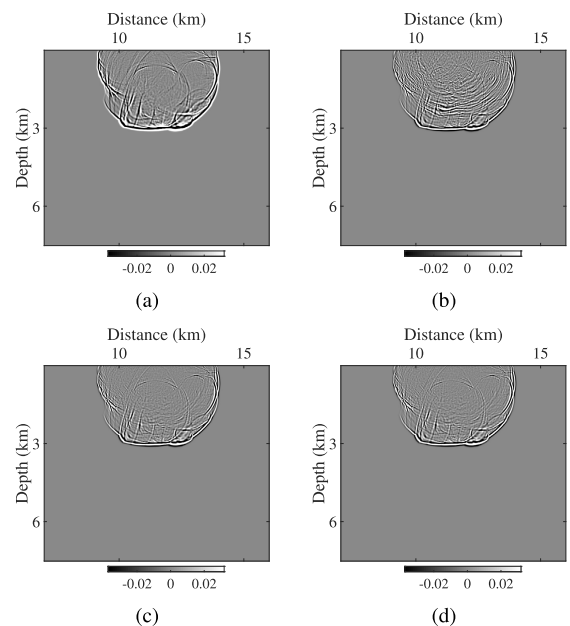 Distance (km)
10 15
Depth (km)
3
6
-0.02 0 0.02
(a)
Distance (km)
10 15
Depth (km)
3
6
-0.02 0 0.02
(b)
Distance (km)
10 15
Depth (km)
3
6
-0.02 0 0.02
(c)
Distance (km)
10 15
Depth (km)
3
6
-0.02 0 0.02
(d)